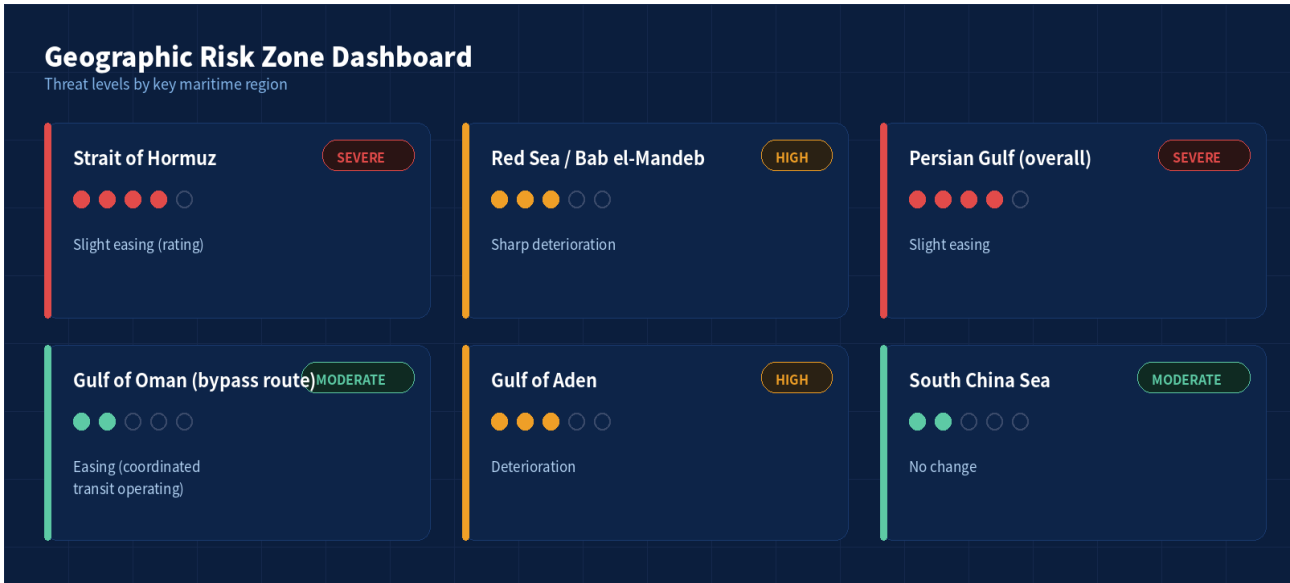 Geographic Risk Zone Dashboard
Threat levels by key maritime region
Strait of Hormuz
SEVERE
Slight easing (rating)
Red Sea / Bab el-Mandeb
HIGH
Sharp deterioration
Persian Gulf (overall)
SEVERE
Slight easing
Gulf of Oman (bypass route)
MODERATE
Easing (coordinated
transit operating)
Gulf of Aden
HIGH
Deterioration
South China Sea
MODERATE
No change